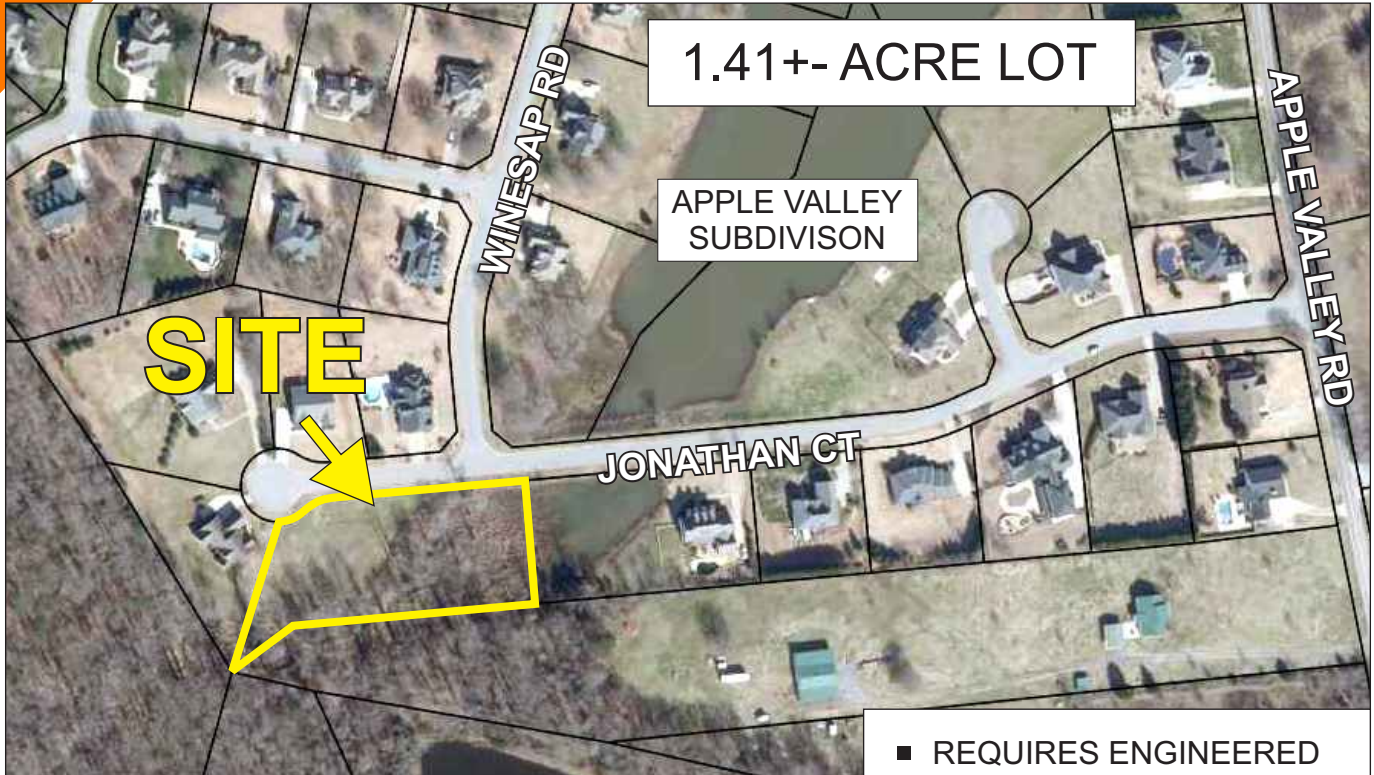 1.41+- ACRE LOT
WINESAP RD
APPLE VALLEY
SUBDIVISON
APPLE VALLEY RD
SITE
JONATHAN CT
▪ REQUIRES ENGINEERED